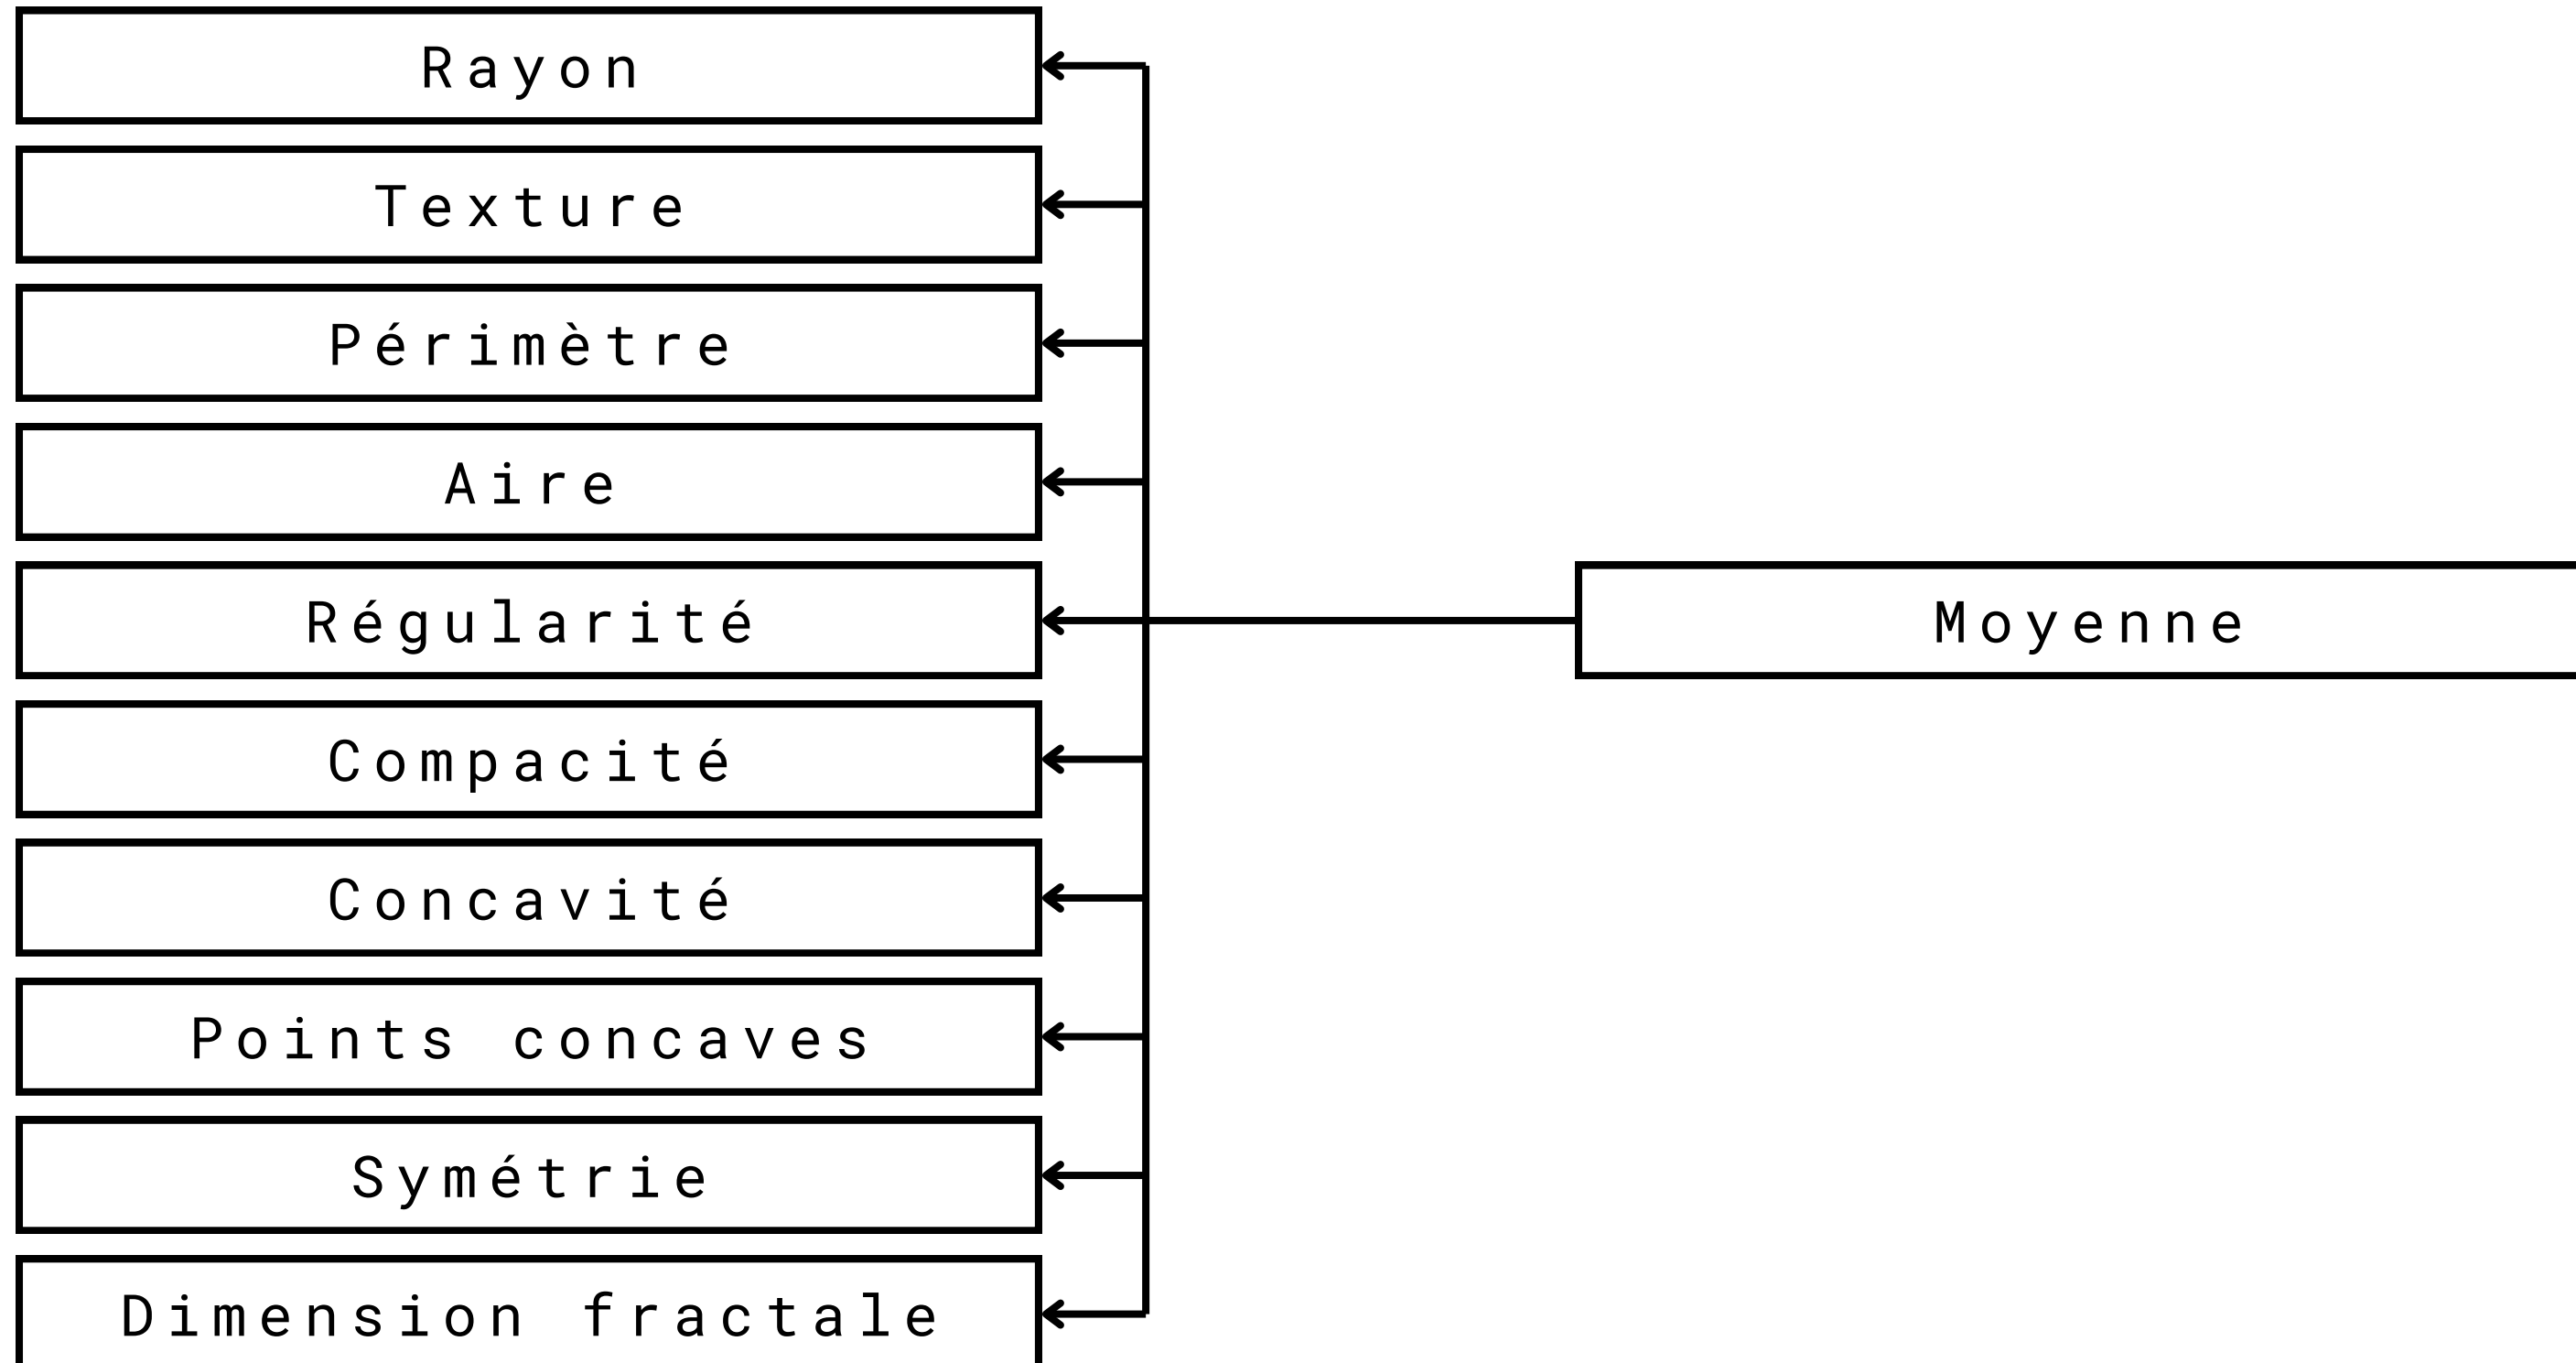 Rayon
Texture
Périmètre
Aire
Régularité
Moyenne
Compacité
Concavité
Points concaves
Symétrie
Dimension fractale